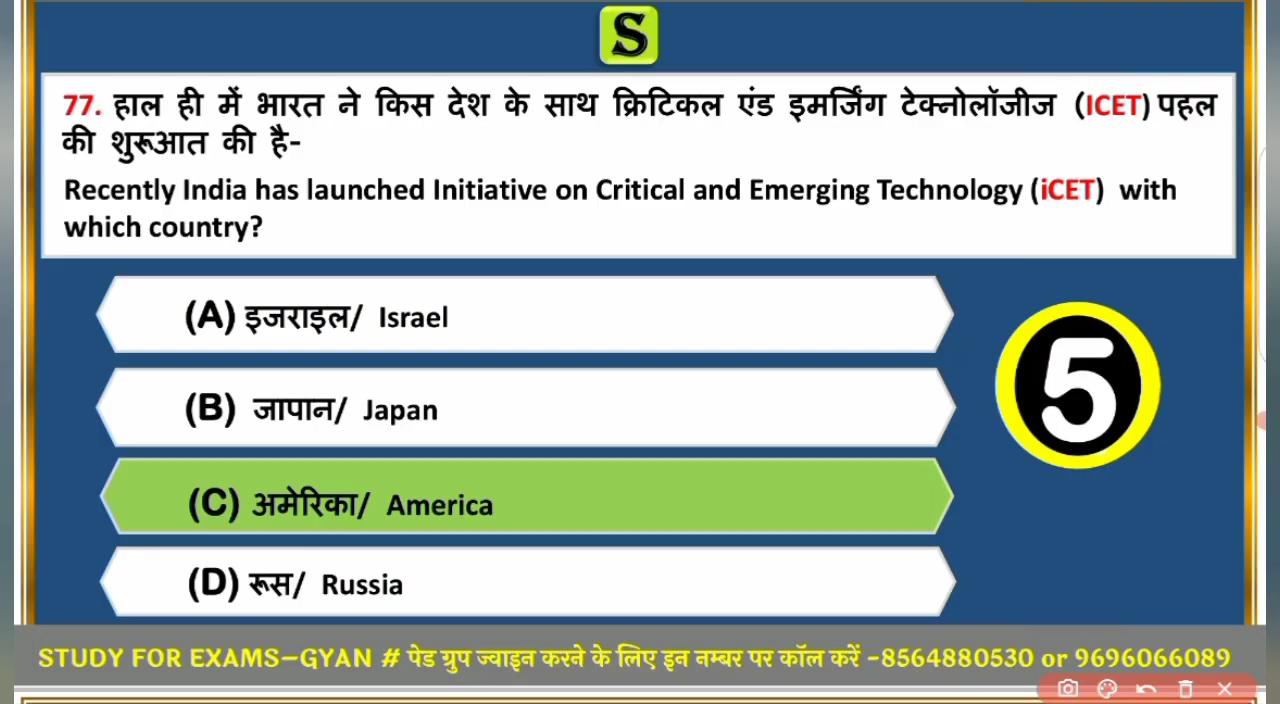 S
77. हाल ही में भारत ने किस देश के साथ क्रिटिकल एंड इमर्जिंग टेक्नोलॉजीज (ICET) पहल
की शुरूआत की है-
Recently India has launched Initiative on Critical and Emerging Technology (iCET) with
which country?
(A) इजराइल/ Israel
(B) जापान/ Japan
5
(C) अमेरिका/ America
(D) रूस/ Russia
STUDY FOR EXAMS–GYAN # पेड ग्रुप ज्वाइन करने के लिए इन नम्बर पर कॉल करें -8564880530 or 9696066089